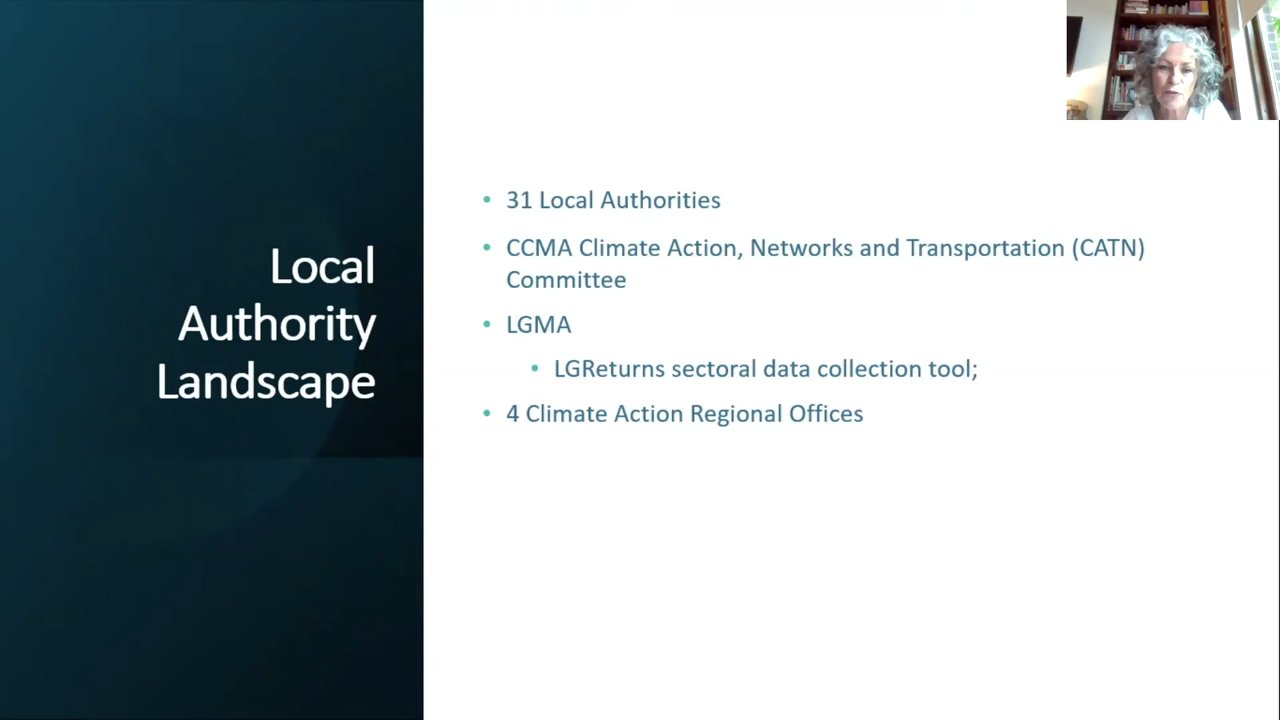 Local
Authority
Landscape
• 31 Local Authorities
• CCMA Climate Action, Networks and Transportation (CATN)
Committee
• LGMA
• LGReturns sectoral data collection tool;
• 4 Climate Action Regional Offices